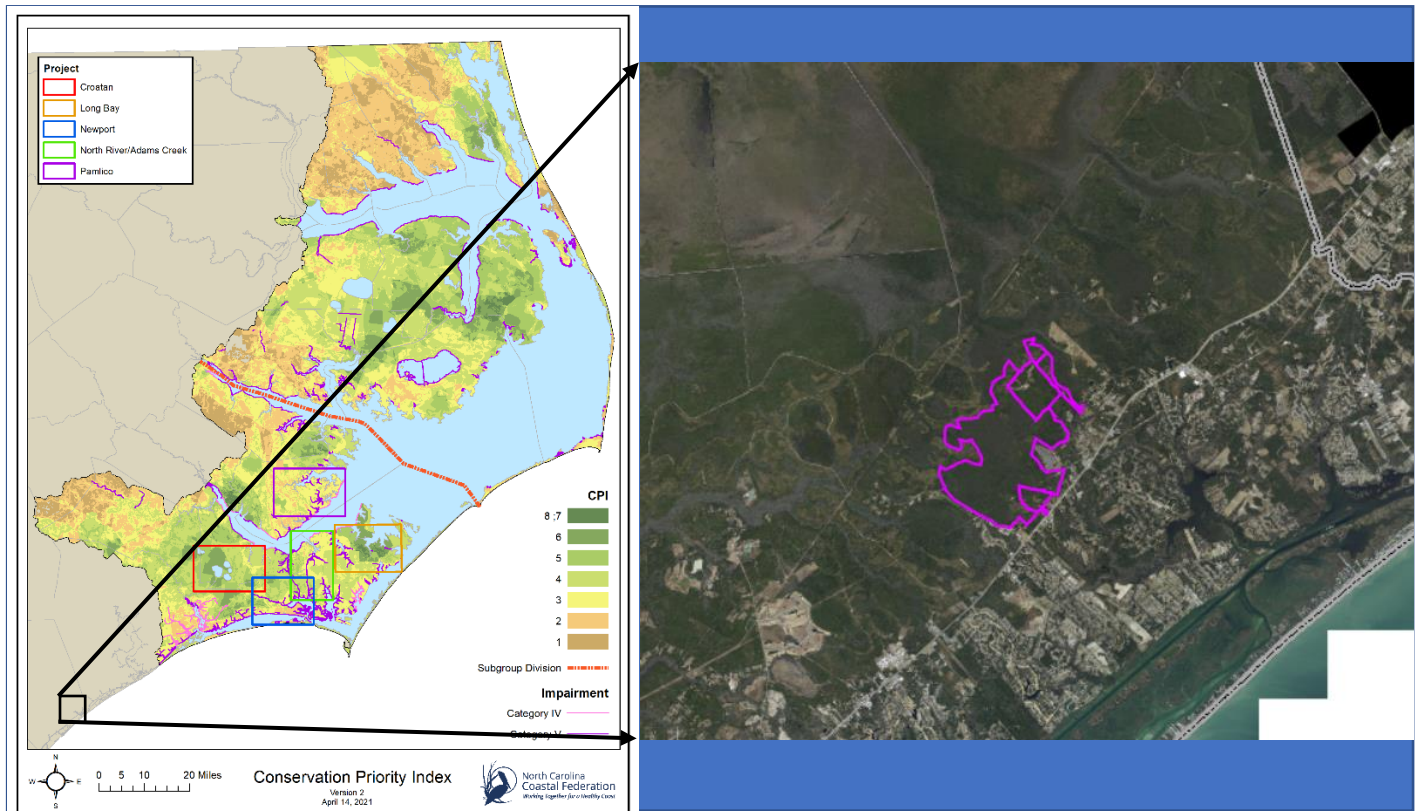 Project
Croatan
Long Bay
Newport
North River/Adams Creek
Pamlico
CPI
8 ;7
6
5
4
3
2
1
Subgroup Division
Impairment
Category IV
Category V
N
W
E
S
0 5 10 20 Miles
Conservation Priority Index
Version 2
April 14, 2021
North Carolina
Coastal Federation
Working Together for a Healthy Coast